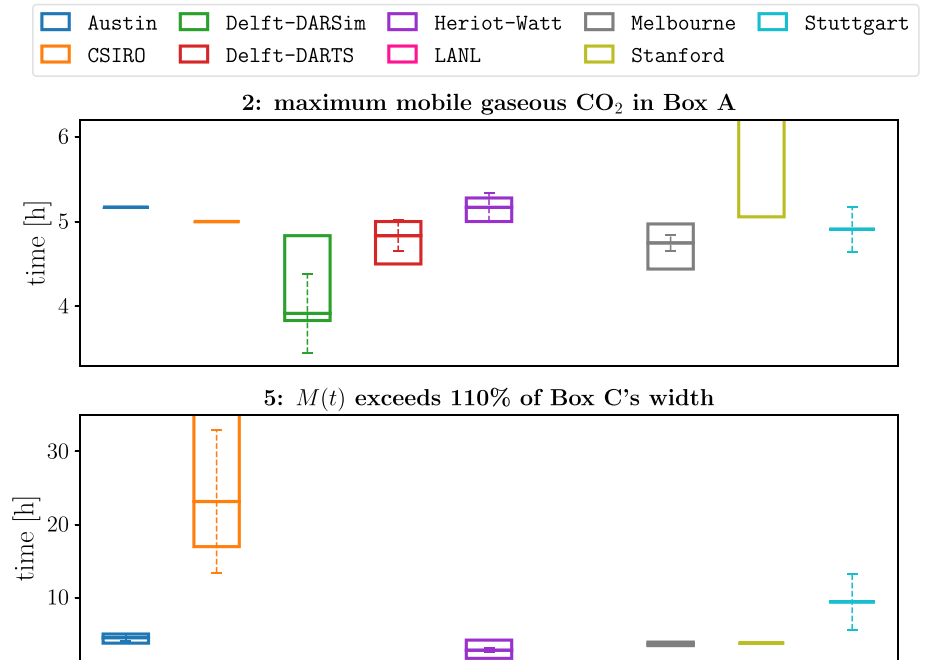 Austin Delft-DARSim Heriot-Watt Melbourne Stuttgart
CSIRO Delft-DARTS LANL Stanford
2: maximum mobile gaseous CO₂ in Box A
6
5
4
time [h]
5: M(t) exceeds 110% of Box C's width
30
20
10
time [h]